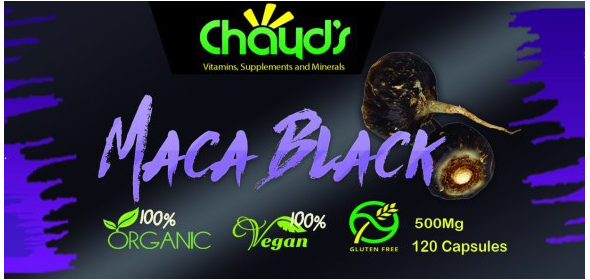 Chayd's
Vitamins, Supplements and Minerals
MACA BLACK
100%
ORGANIC
100%
Vegan
GLUTEN FREE
500Mg
120 Capsules